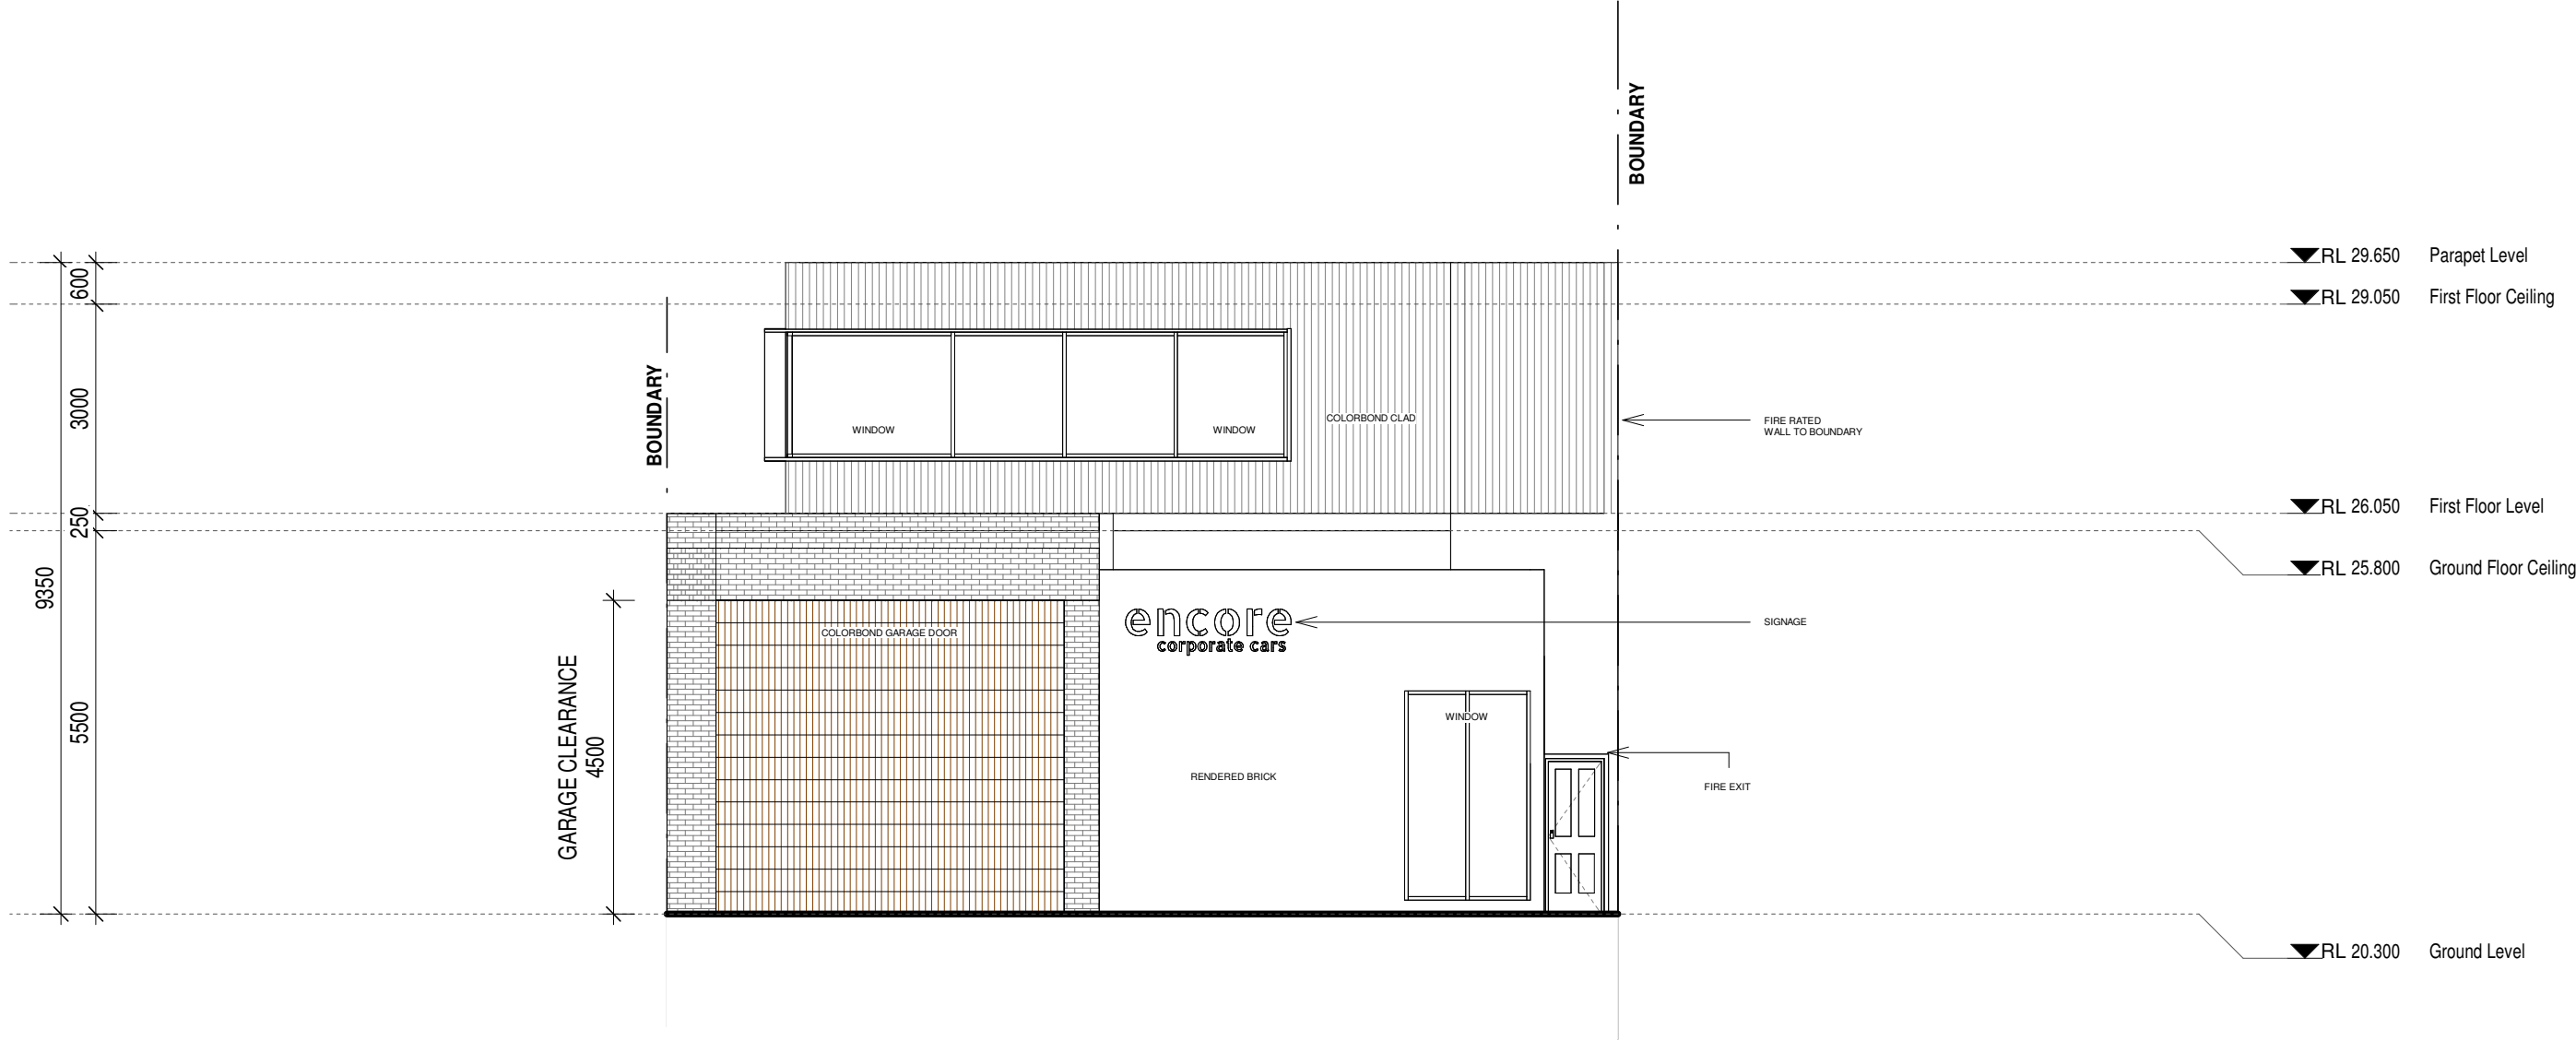 BOUNDARY
RL 29.650 Parapet Level
600
RL 29.050 First Floor Ceiling
BOUNDARY
3000
WINDOW
WINDOW
COLORBOND CLAD
FIRE RATED
WALL TO BOUNDARY
RL 26.050 First Floor Level
250
RL 25.800 Ground Floor Ceiling
9350
encore
corporate cars
SIGNAGE
COLORBOND GARAGE DOOR
5500
GARAGE CLEARANCE
4500
WINDOW
RENDERED BRICK
FIRE EXIT
RL 20.300 Ground Level